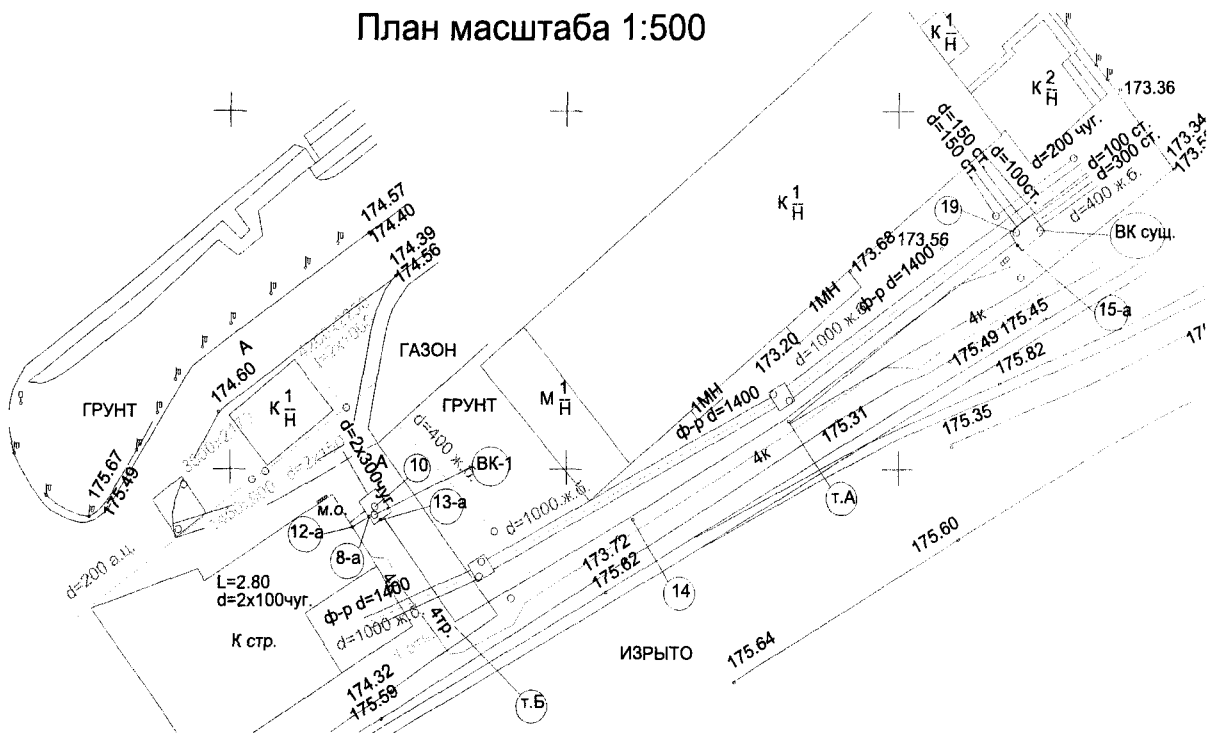 План масштаба 1:500
К 1/Н
К 2/Н
173.36
d=150 ст.
d=150 ст.
d=100ст.
d=200 чуг.
d=100 ст.
d=300 ст.
d=400 ж.б.
173.34
19
ВК сущ.
15-а
К 1/Н
174.57
174.40
174.39
174.56
173.68
173.56
ф-р d=1400
1МН
d=1000 ж.б.
173.20
4к
175.49
175.45
175.82
ГАЗОН
А
174.60
ГРУНТ
К 1/Н
ГРУНТ
М 1/Н
1МН
ф-р d=1400
175.31
175.35
d=400 ж.б.
d=2х300чуг.
А
10
ВК-1
13-а
4к
т.А
175.67
175.49
м.о.
12-а
8-а
d=1000 ж.б.
175.60
d=200 а.ц.
L=2.80
d=2х100чуг.
173.72
175.62
14
ф-р d=1400
d=1000 ж.б.
4тр.
К стр.
ИЗРЫТО
175.64
174.32
175.59
т.Б